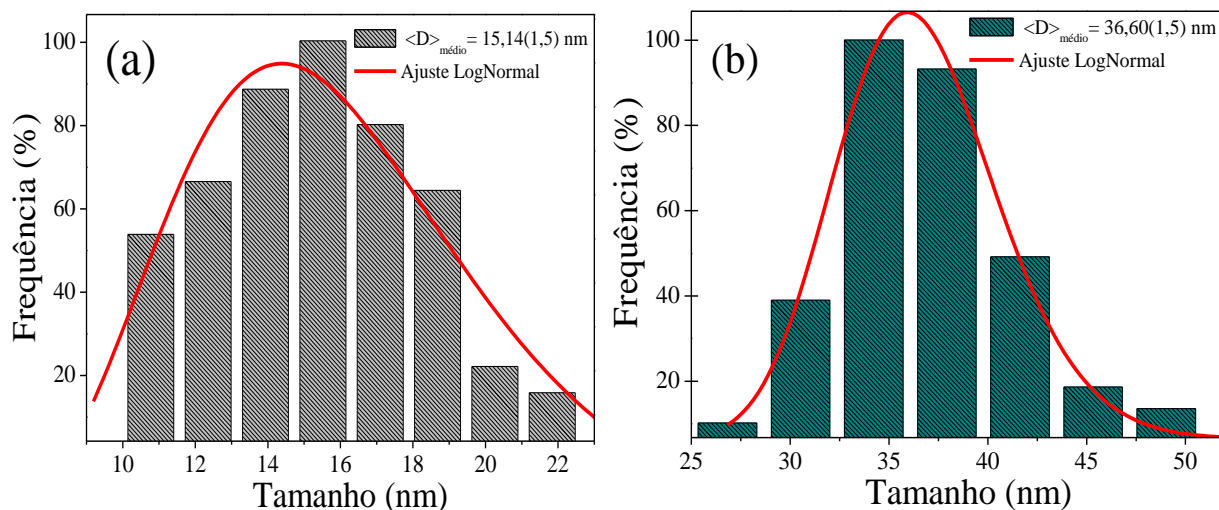 (a)
<D>médio= 15,14(1,5) nm
Ajuste LogNormal
100
80
60
40
20
Frequência (%)
10 12 14 16 18 20 22
Tamanho (nm)
(b)
<D>médio= 36,60(1,5) nm
Ajuste LogNormal
100
80
60
40
20
Frequência (%)
25 30 35 40 45 50
Tamanho (nm)